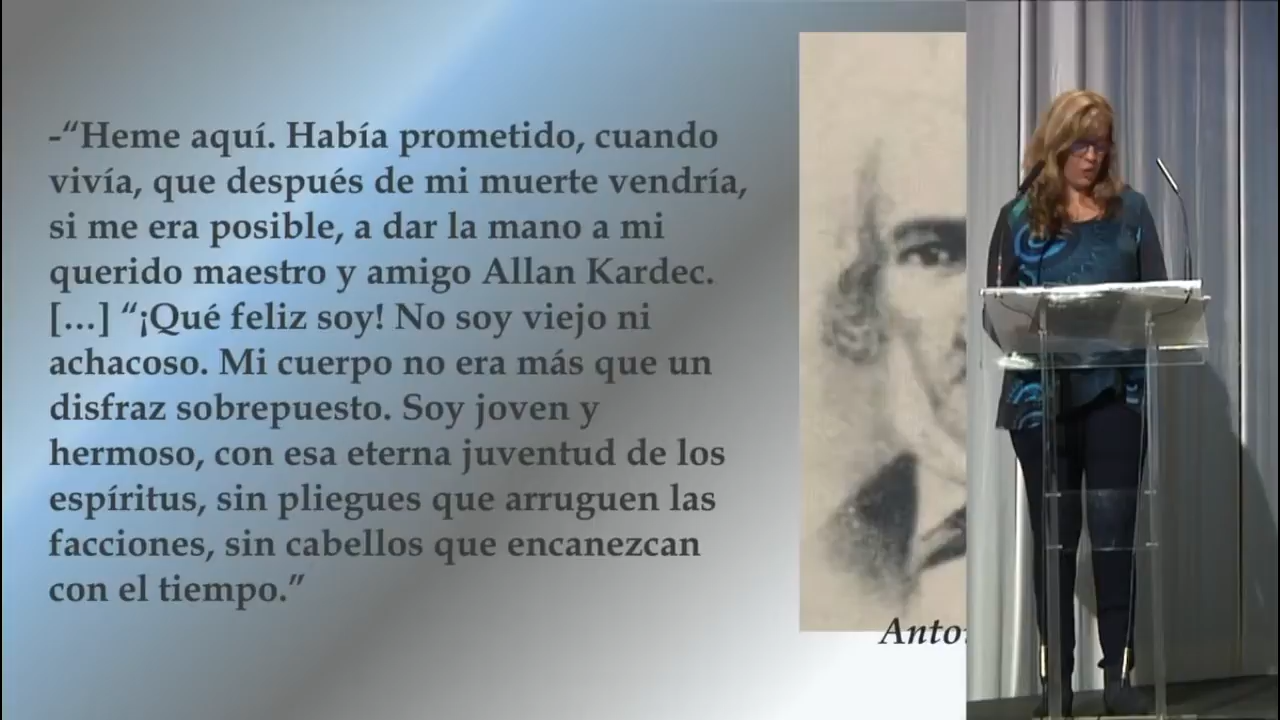 -“Heme aquí. Había prometido, cuando
vivía, que después de mi muerte vendría,
si me era posible, a dar la mano a mi
querido maestro y amigo Allan Kardec.
[…] “¡Qué feliz soy! No soy viejo ni
achacoso. Mi cuerpo no era más que un
disfraz sobrepuesto. Soy joven y
hermoso, con esa eterna juventud de los
espíritus, sin pliegues que arruguen las
facciones, sin cabellos que encanezcan
con el tiempo.”